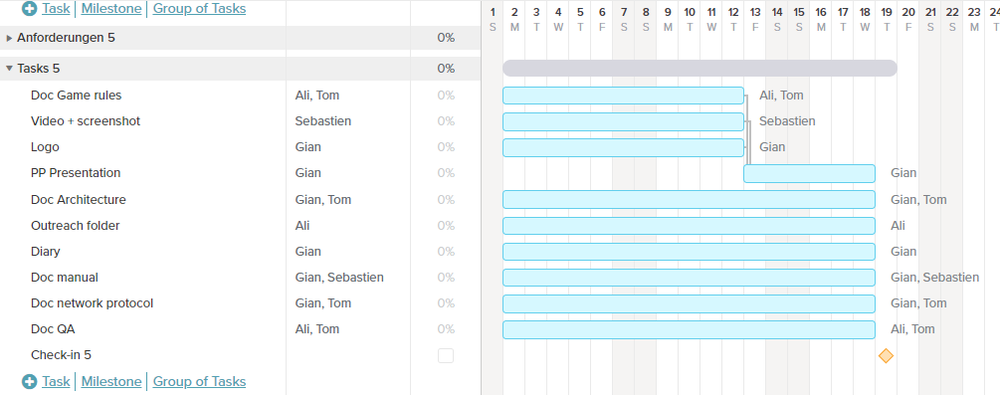 Task Milestone Group of Tasks
1 2 3 4 5 6 7 8 9 10 11 12 13 14 15 16 17 18 19 20 21 22 23 24
S M T W T F S S M T W T F S S M T W T F S S M T
Anforderungen 5 0%
Tasks 5 0%
Doc Game rules Ali, Tom 0% Ali, Tom
Video + screenshot Sebastien 0% Sebastien
Logo Gian 0% Gian
PP Presentation Gian 0% Gian
Doc Architecture Gian, Tom 0% Gian, Tom
Outreach folder Ali 0% Ali
Diary Gian 0% Gian
Doc manual Gian, Sebastien 0% Gian, Sebastien
Doc network protocol Gian, Tom 0% Gian, Tom
Doc QA Ali, Tom 0% Ali, Tom
Check-in 5
Task Milestone Group of Tasks